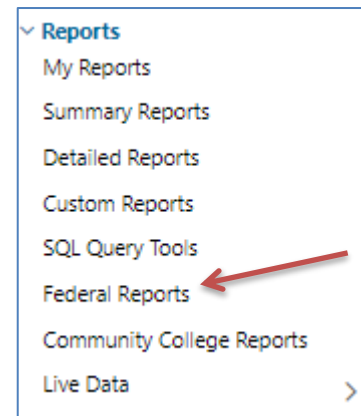 Reports
My Reports
Summary Reports
Detailed Reports
Custom Reports
SQL Query Tools
Federal Reports
Community College Reports
Live Data